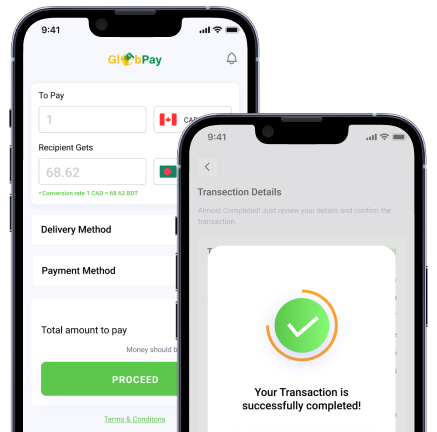 9:41
GlobPay
To Pay
1
Recipient Gets
68.62
*Conversion rate 1 CAD = 68.62 BDT
Delivery Method
Payment Method
Total amount to pay
Money should b
PROCEED
Terms & Conditons
9:41
Transection Details
Almost Completed! Just review your details and confirm the
transaction.
Your Transaction is
successfully completed!